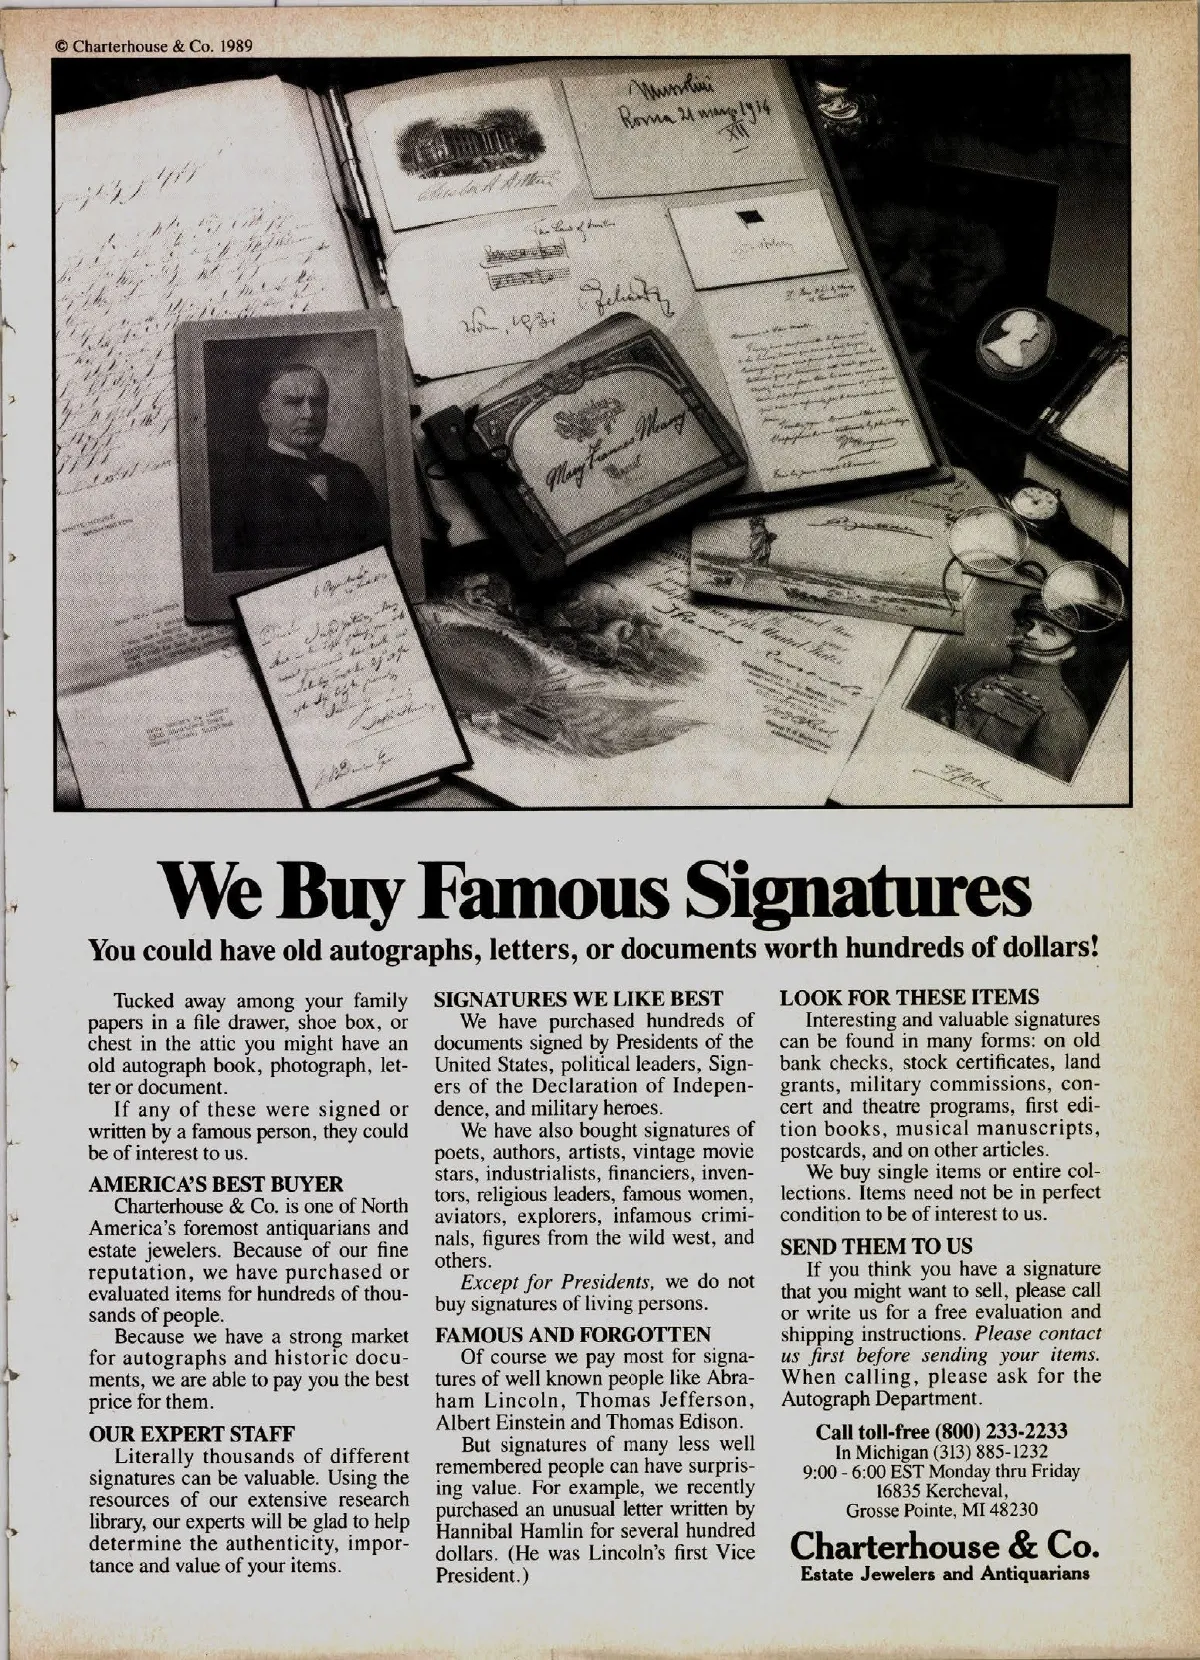 © Charterhouse & Co. 1989
Mussolini
Roma 21
XII
Mary Frances Meany
WHITE HOUSE
WASHINGTON
We Buy Famous Signatures
You could have old autographs, letters, or documents worth hundreds of dollars!
Tucked away among your family
papers in a file drawer, shoe box, or
chest in the attic you might have an
old autograph book, photograph, let-
ter or document.
If any of these were signed or
written by a famous person, they could
be of interest to us.
AMERICA'S BEST BUYER
Charterhouse & Co. is one of North
America's foremost antiquarians and
estate jewelers. Because of our fine
reputation, we have purchased or
evaluated items for hundreds of thou-
sands of people.
Because we have a strong market
for autographs and historic docu-
ments, we are able to pay you the best
price for them.
OUR EXPERT STAFF
Literally thousands of different
signatures can be valuable. Using the
resources of our extensive research
library, our experts will be glad to help
determine the authenticity, impor-
tance and value of your items.
SIGNATURES WE LIKE BEST
We have purchased hundreds of
documents signed by Presidents of the
United States, political leaders, Sign-
ers of the Declaration of Indepen-
dence, and military heroes.
We have also bought signatures of
poets, authors, artists, vintage movie
stars, industrialists, financiers, inven-
tors, religious leaders, famous women,
aviators, explorers, infamous crimi-
nals, figures from the wild west, and
others.
Except for Presidents, we do not
buy signatures of living persons.
FAMOUS AND FORGOTTEN
Of course we pay most for signa-
tures of well known people like Abra-
ham Lincoln, Thomas Jefferson,
Albert Einstein and Thomas Edison.
But signatures of many less well
remembered people can have surpris-
ing value. For example, we recently
purchased an unusual letter written by
Hannibal Hamlin for several hundred
dollars. (He was Lincoln's first Vice
President.)
LOOK FOR THESE ITEMS
Interesting and valuable signatures
can be found in many forms: on old
bank checks, stock certificates, land
grants, military commissions, con-
cert and theatre programs, first edi-
tion books, musical manuscripts,
postcards, and on other articles.
We buy single items or entire col-
lections. Items need not be in perfect
condition to be of interest to us.
SEND THEM TO US
If you think you have a signature
that you might want to sell, please call
or write us for a free evaluation and
shipping instructions. Please contact
us first before sending your items.
When calling, please ask for the
Autograph Department.
Call toll-free (800) 233-2233
In Michigan (313) 885-1232
9:00 - 6:00 EST Monday thru Friday
16835 Kercheval,
Grosse Pointe, MI 48230
Charterhouse & Co.
Estate Jewelers and Antiquarians